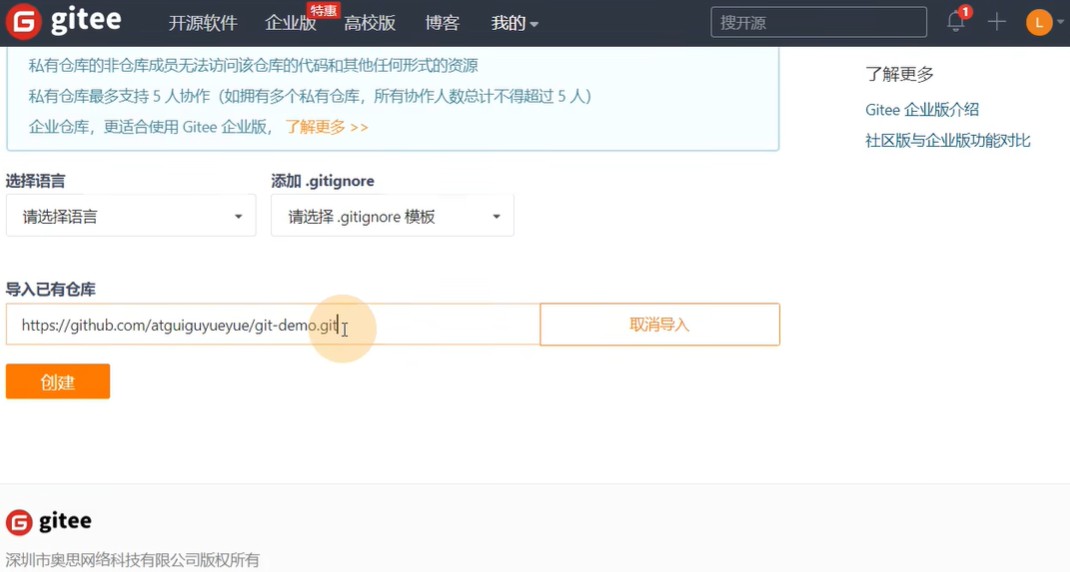 gitee 开源软件 企业版 特惠 高校版 博客 我的 搜开源 1 L
私有仓库的非仓库成员无法访问该仓库的代码和其他任何形式的资源
私有仓库最多支持 5 人协作（如拥有多个私有仓库，所有协作人数总计不得超过 5 人）
企业仓库，更适合使用 Gitee 企业版， 了解更多 >>
了解更多
Gitee 企业版介绍
社区版与企业版功能对比
选择语言 添加 .gitignore
请选择语言 请选择 .gitignore 模板
导入已有仓库
https://github.com/atguiguyueyue/git-demo.git 取消导入
创建
gitee
深圳市奥思网络科技有限公司版权所有